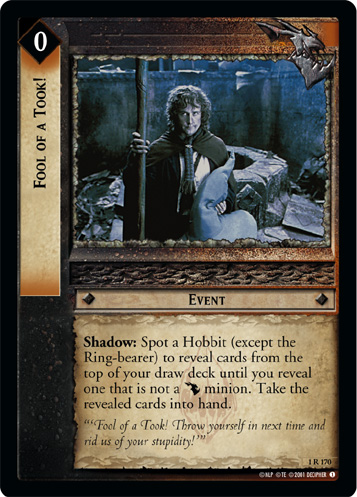 0
FOOL OF A TOOK!
EVENT
Shadow: Spot a Hobbit (except the
Ring-bearer) to reveal cards from the
top of your draw deck until you reveal
one that is not a minion. Take the
revealed cards into hand.
“‘Fool of a Took! Throw yourself in next time and
rid us of your stupidity!’”
1 R 170
©NLP ™TE ©2001 DECIPHER 1